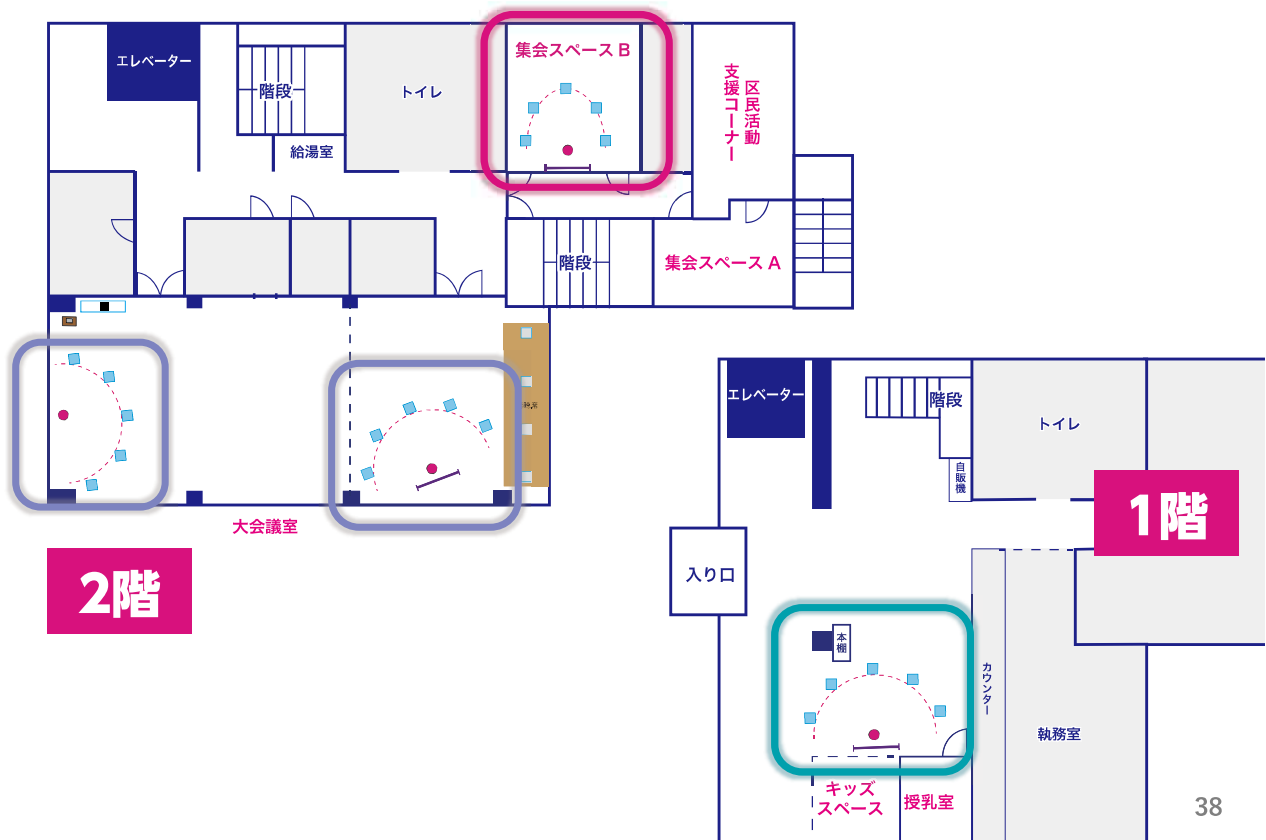 エレベーター
階段
給湯室
トイレ
集会スペース B
区民活動
支援コーナー
階段
集会スペース A
大会議室
2階
エレベーター
階段
自販機
トイレ
1階
入り口
本棚
カウンター
執務室
キッズ
スペース
授乳室
38